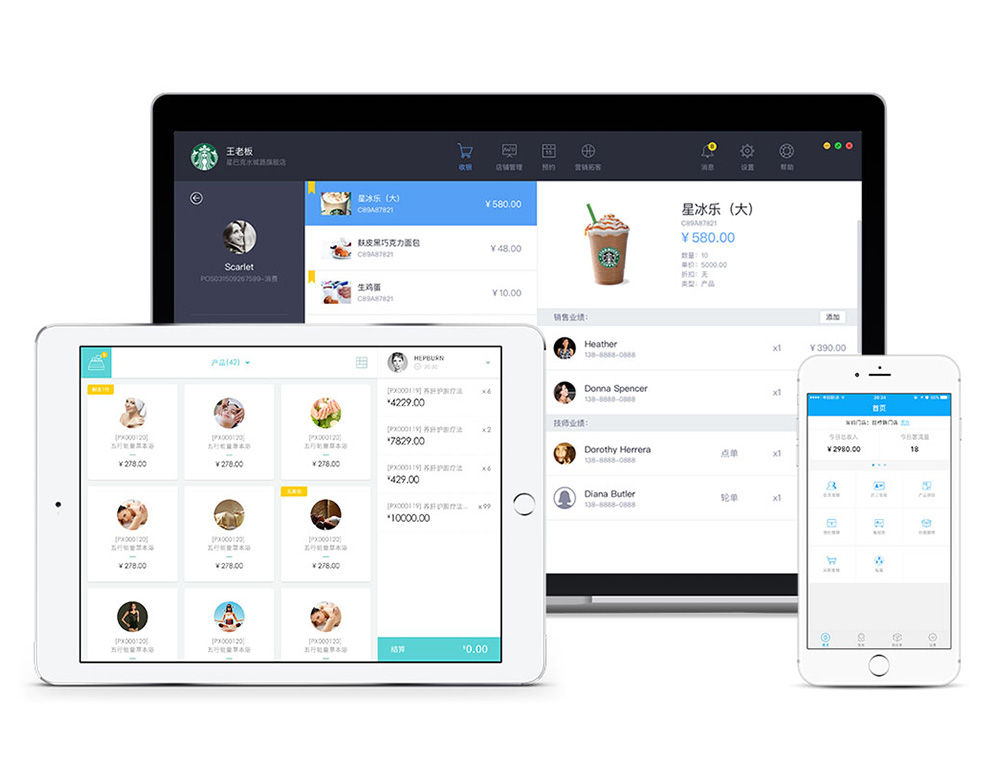 王老板
星巴克水城路旗舰店
收银
店铺管理
预约
营销拓客
8
消息
设置
帮助
Scarlet
POS031509267599-消费
星冰乐（大）
C89A87821
¥ 580.00
麸皮黑巧克力面包
C89A87821
¥ 48.00
生鸡蛋
C89A87821
¥ 10.00
星冰乐（大）
C89A87821
¥ 580.00
数量: 10
单价: 5000.00
折扣: 无
类型: 产品
销售业绩:
添加
Heather
138-8888-0888
x1
¥ 390.00
Donna Spencer
138-8888-0888
x1
技师业绩:
Dorothy Herrera
138-8888-0888
点单
x1
Diana Butler
138-8888-0888
轮单
x1
产品(42)
HEPBURN
20:32
[PX000120]
五行能量草本浴
¥ 278.00
[PX000120]
五行能量草本浴
¥ 278.00
[PX000120]
五行能量草本浴
¥ 278.00
[PX000120]
五行能量草本浴
¥ 278.00
[PX000120]
五行能量草本浴
¥ 278.00
[PX000120]
五行能量草本浴
¥ 278.00
[PX000120]
五行能量草本浴
[PX000120]
五行能量草本浴
[PX000120]
五行能量草本浴
[PX000119] 养肝护脏疗法
x 6
¥4229.00
[PX000119] 养肝护脏疗法
x 2
¥7829.00
[PX000119] 养肝护脏疗法
x 6
¥429.00
[PX000119] 养肝护脏疗法...
x 99
¥10000.00
结算
¥0.00
20:34
首页
今日总收入
今日客流量
¥ 2980.00
18